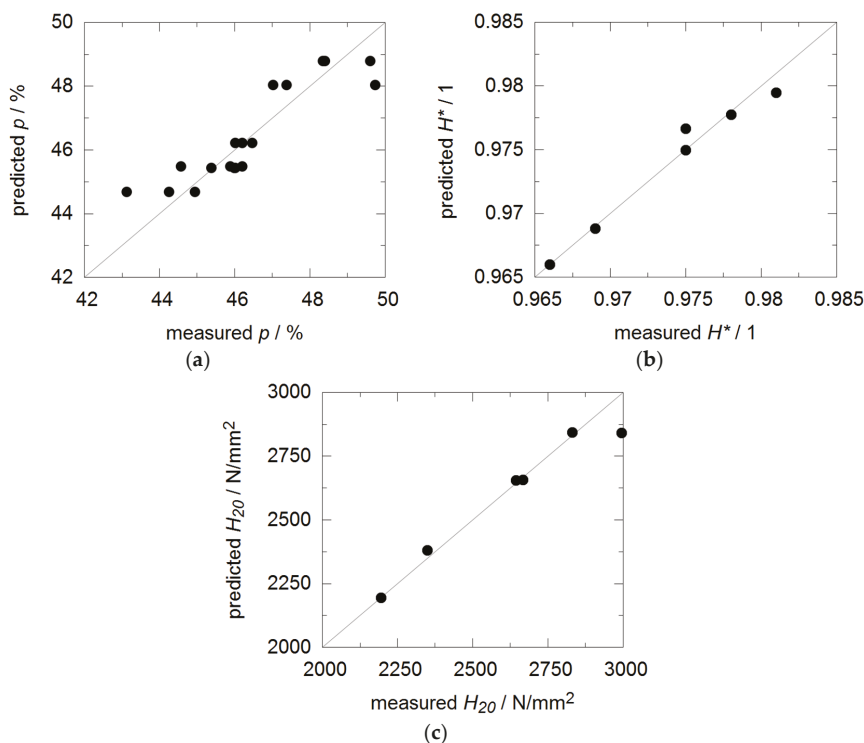 50
48
46
44
42
predicted p / %
42 44 46 48 50
measured p / %
(a)
0.985
0.98
0.975
0.97
0.965
predicted H* / 1
0.965 0.97 0.975 0.98 0.985
measured H* / 1
(b)
3000
2750
2500
2250
2000
predicted H₂₀ / N/mm²
2000 2250 2500 2750 3000
measured H₂₀ / N/mm²
(c)